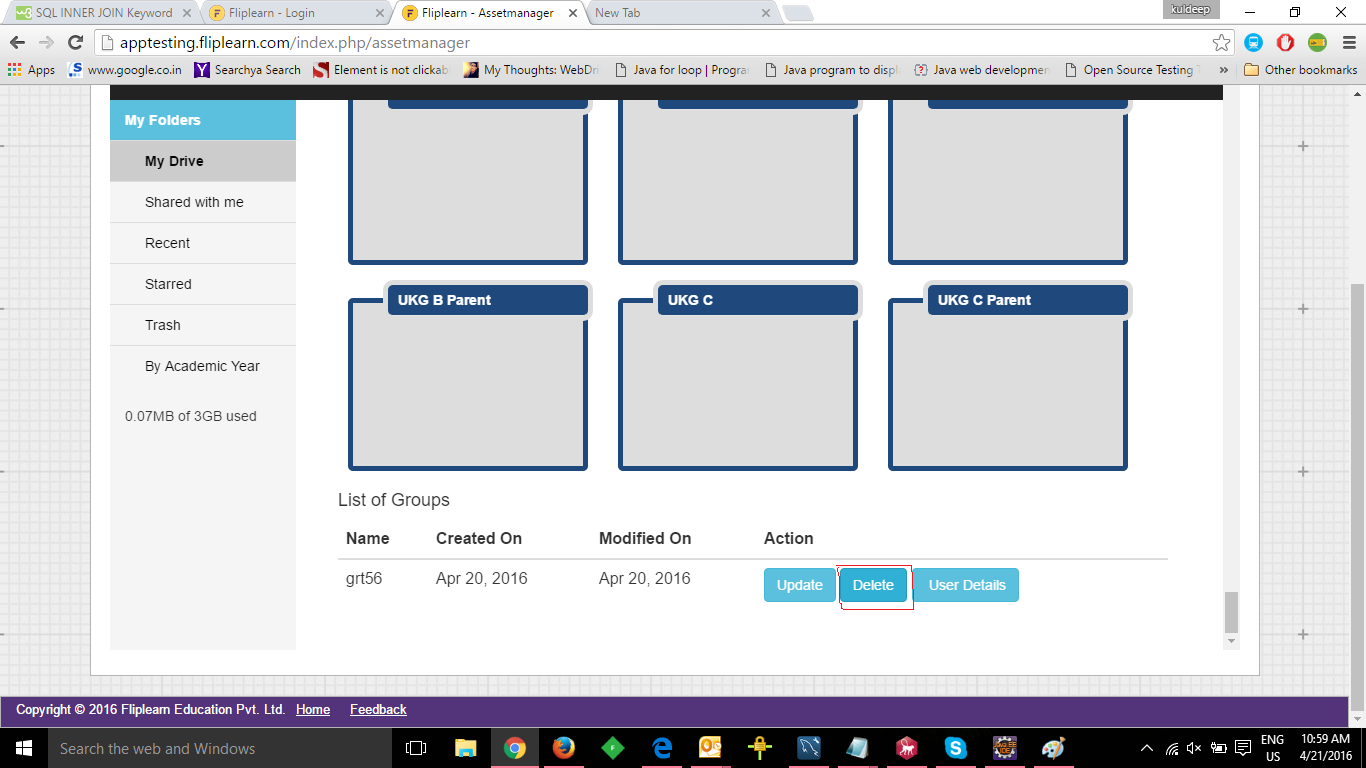 SQL INNER JOIN Keyword
Fliplearn - Login
Fliplearn - Assetmanager
New Tab
kuldeep
apptesting.fliplearn.com/index.php/assetmanager
Apps
www.google.co.in
Searchya Search
Element is not clickab
My Thoughts: WebDri
Java for loop | Progra
Java program to displ
Java web developmen
Open Source Testing T
»
Other bookmarks
My Folders
My Drive
Shared with me
Recent
Starred
Trash
By Academic Year
0.07MB of 3GB used
UKG B Parent
UKG C
UKG C Parent
List of Groups
Name Created On Modified On Action
grt56 Apr 20, 2016 Apr 20, 2016 Update Delete User Details
Copyright © 2016 Fliplearn Education Pvt. Ltd. Home Feedback
Search the web and Windows
ENG
US
10:59 AM
4/21/2016